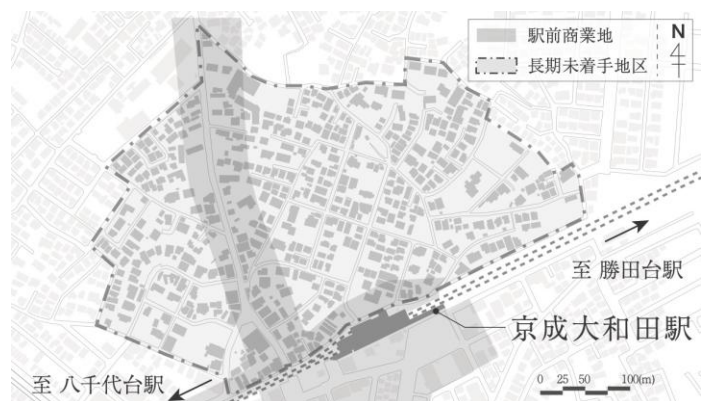 駅前商業地
長期未着手地区
N
至 勝田台駅
京成大和田駅
至 八千代台駅
0 25 50 100(m)